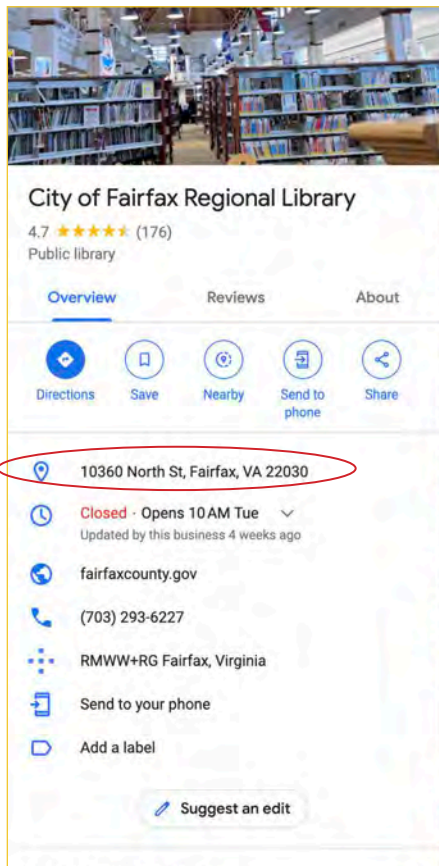 City of Fairfax Regional Library
4.7 (176)
Public library
Overview Reviews About
Directions Save Nearby Send to Share
phone
10360 North St, Fairfax, VA 22030
Closed · Opens 10 AM Tue
Updated by this business 4 weeks ago
fairfaxcounty.gov
(703) 293-6227
RMWW+RG Fairfax, Virginia
Send to your phone
Add a label
Suggest an edit